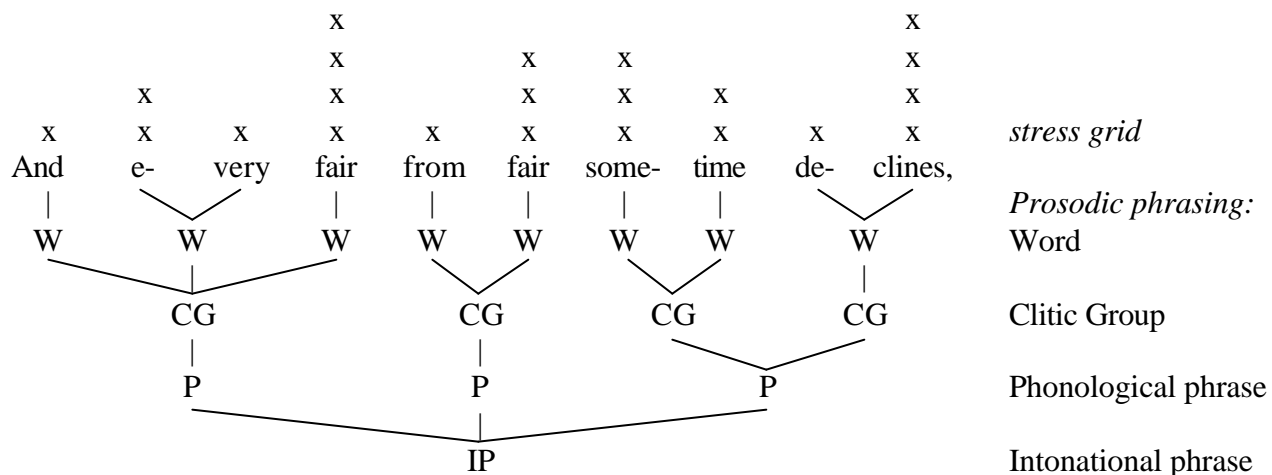 x x
x x x x
x x x x x x
x x x x x x x x x x stress grid
And e- very fair from fair some- time de- clines,
Prosodic phrasing:
W W W W W W W W Word
CG CG CG CG Clitic Group
P P P Phonological phrase
IP Intonational phrase